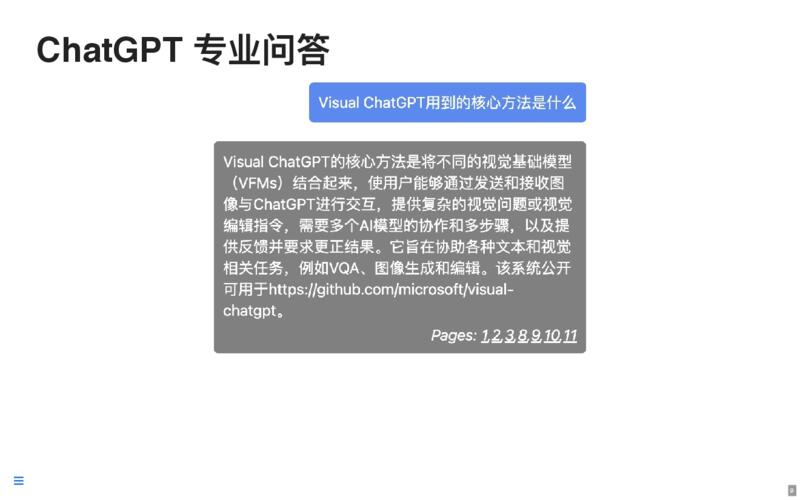 ChatGPT 专业问答
Visual ChatGPT用到的核心方法是什么
Visual ChatGPT的核心方法是将不同的视觉基础模型
（VFMs）结合起来，使用户能够通过发送和接收图
像与ChatGPT进行交互，提供复杂的视觉问题或视觉
编辑指令，需要多个AI模型的协作和多步骤，以及提
供反馈并要求更正结果。它旨在协助各种文本和视觉
相关任务，例如VQA、图像生成和编辑。该系统公开
可用于https://github.com/microsoft/visual-
chatgpt。
Pages: 1,2,3,8,9,10,11